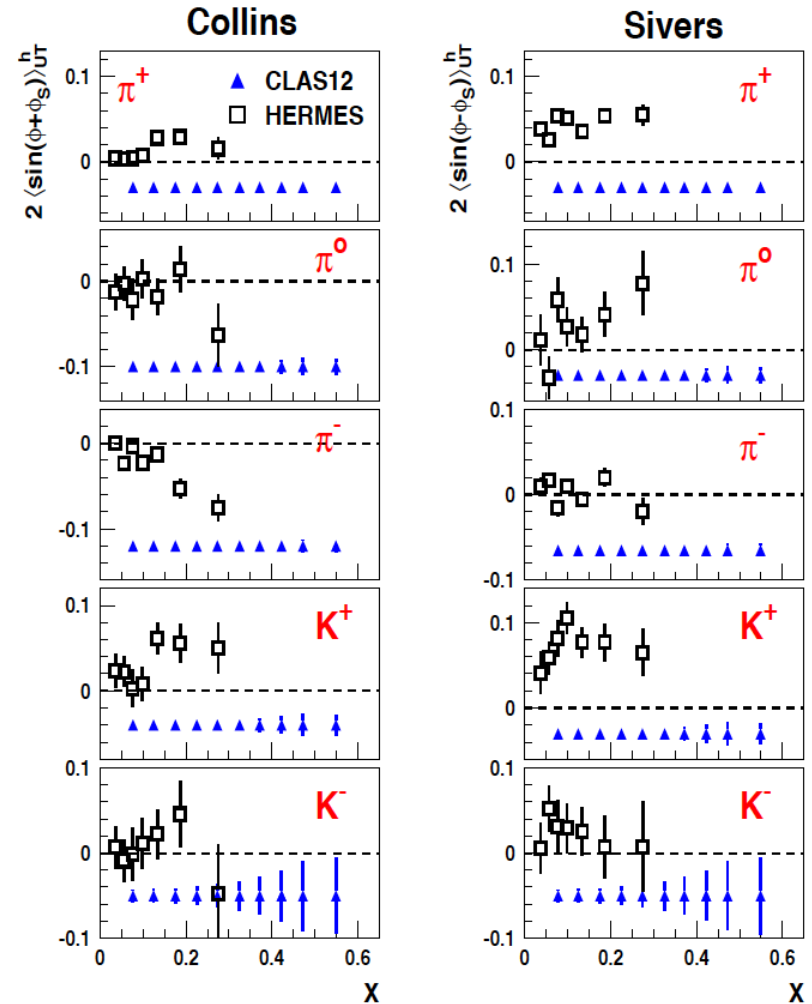 Collins Sivers
2 ⟨sin(ϕ+ϕS)⟩hUT
2 ⟨sin(ϕ-ϕS)⟩hUT
0.1 π+ ▲ CLAS12 0.1 π+
□ HERMES
0 0
0 π0 0.1 π0
-0.1 0
0 π- 0.1 π-
0
-0.1 -0.1
0.1 K+ 0.1 K+
0 0
0.1 K- 0.1 K-
0 0
-0.1 -0.1
0 0.2 0.4 0.6 0 0.2 0.4 0.6
X X